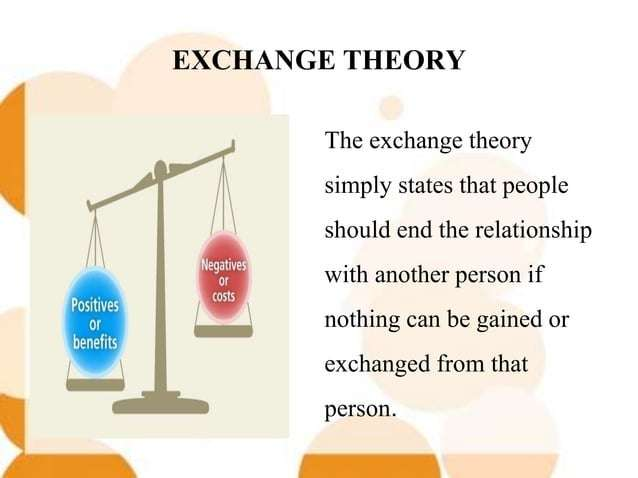 EXCHANGE THEORY
Positives
or
benefits
Negatives
or
costs
The exchange theory
simply states that people
should end the relationship
with another person if
nothing can be gained or
exchanged from that
person.